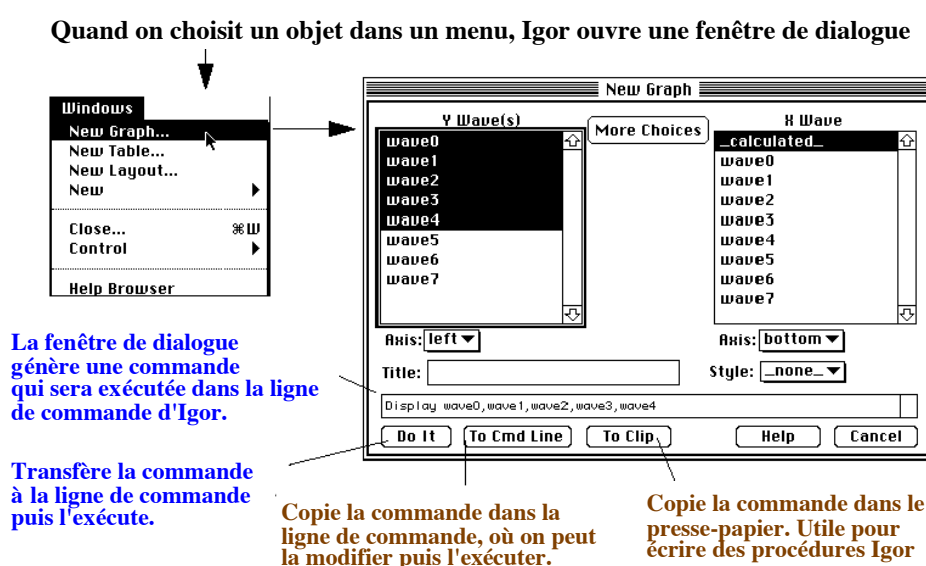 Quand on choisit un objet dans un menu, Igor ouvre une fenêtre de dialogue
Windows
New Graph...
New Table...
New Layout...
New
Close... ⌘W
Control
Help Browser
New Graph
Y Wave(s)
wave0
wave1
wave2
wave3
wave4
wave5
wave6
wave7
More Choices
X Wave
_calculated_
wave0
wave1
wave2
wave3
wave4
wave5
wave6
wave7
Axis: left
Axis: bottom
Title:
Style: _none_
Display wave0,wave1,wave2,wave3,wave4
Do It
To Cmd Line
To Clip
Help
Cancel
La fenêtre de dialogue
génère une commande
qui sera exécutée dans la ligne
de commande d'Igor.
Transfère la commande
à la ligne de commande
puis l'exécute.
Copie la commande dans la
ligne de commande, où on peut
la modifier puis l'exécuter.
Copie la commande dans le
presse-papier. Utile pour
écrire des procédures Igor